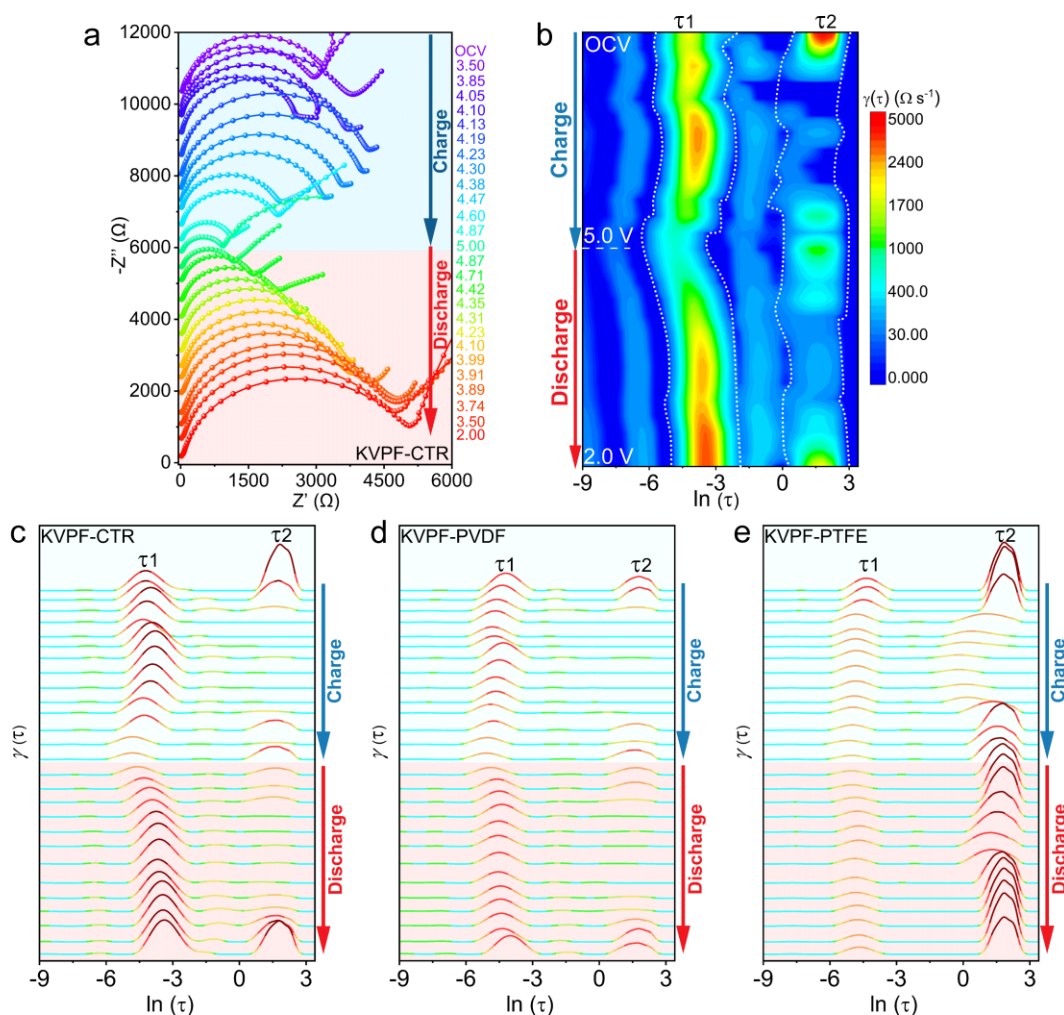 a
12000
10000
8000
6000
4000
2000
0
-Z'' (Ω)
0
1500
3000
4500
6000
Z' (Ω)
KVPF-CTR
Charge
Discharge
OCV
3.50
3.85
4.05
4.10
4.13
4.19
4.23
4.30
4.38
4.47
4.60
4.87
5.00
4.87
4.71
4.42
4.35
4.31
4.23
4.10
3.99
3.91
3.89
3.74
3.50
2.00
b
τ1
τ2
OCV
5.0 V
2.0 V
Charge
Discharge
-9
-6
-3
0
3
ln (τ)
γ(τ) (Ω s⁻¹)
5000
2400
1700
1000
400.0
30.00
0.000
c
KVPF-CTR
τ1
τ2
Charge
Discharge
γ (τ)
-9
-6
-3
0
3
ln (τ)
d
KVPF-PVDF
τ1
τ2
Charge
Discharge
γ (τ)
-9
-6
-3
0
3
ln (τ)
e
KVPF-PTFE
τ1
τ2
Charge
Discharge
γ (τ)
-9
-6
-3
0
3
ln (τ)